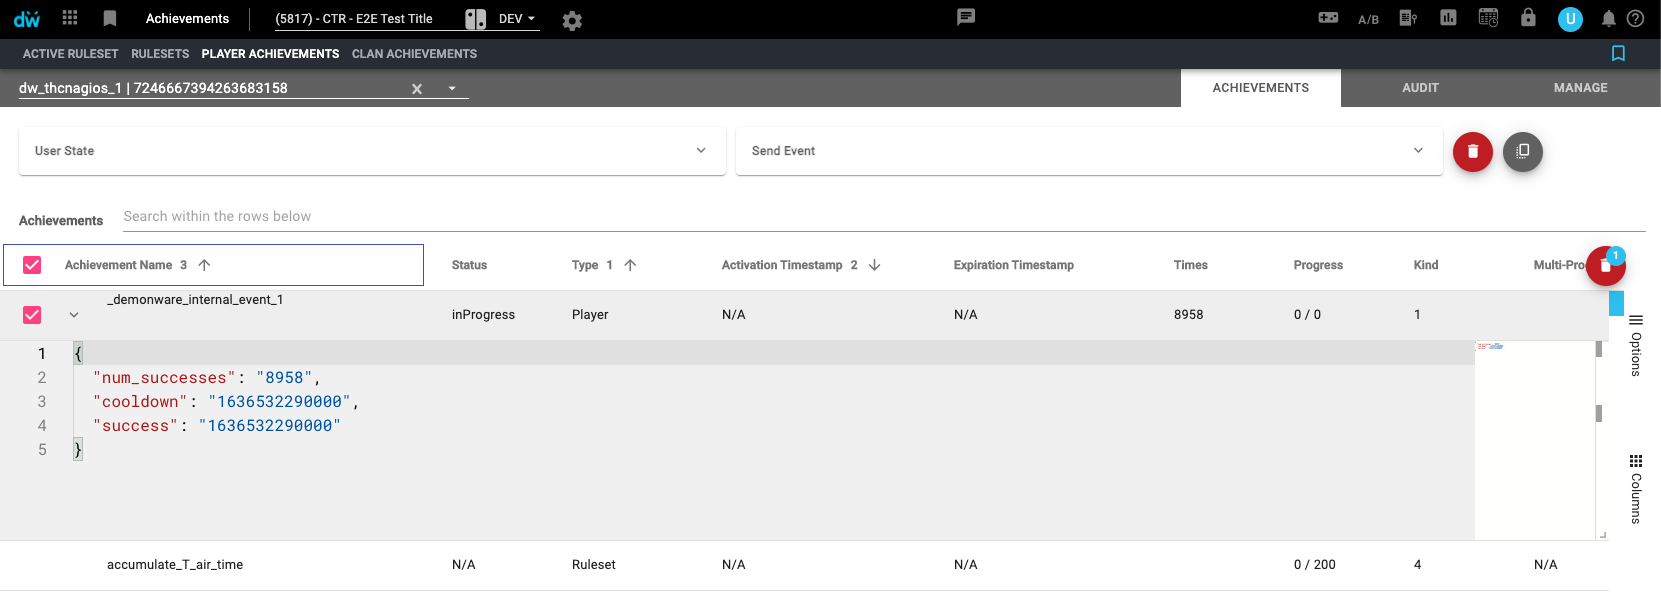 dw Achievements (5817) - CTR - E2E Test Title DEV A/B U
ACTIVE RULESET RULESETS PLAYER ACHIEVEMENTS CLAN ACHIEVEMENTS
dw_thcnagios_1 | 7246667394263683158 ACHIEVEMENTS AUDIT MANAGE
User State Send Event
Achievements Search within the rows below
Achievement Name 3 Status Type 1 Activation Timestamp 2 Expiration Timestamp Times Progress Kind Multi-Pro 1
_demonware_internal_event_1 inProgress Player N/A N/A 8958 0 / 0 1
1 {
2 "num_successes": "8958",
3 "cooldown": "1636532290000",
4 "success": "1636532290000"
5 }
Options
Columns
accumulate_T_air_time N/A Ruleset N/A N/A 0 / 200 4 N/A